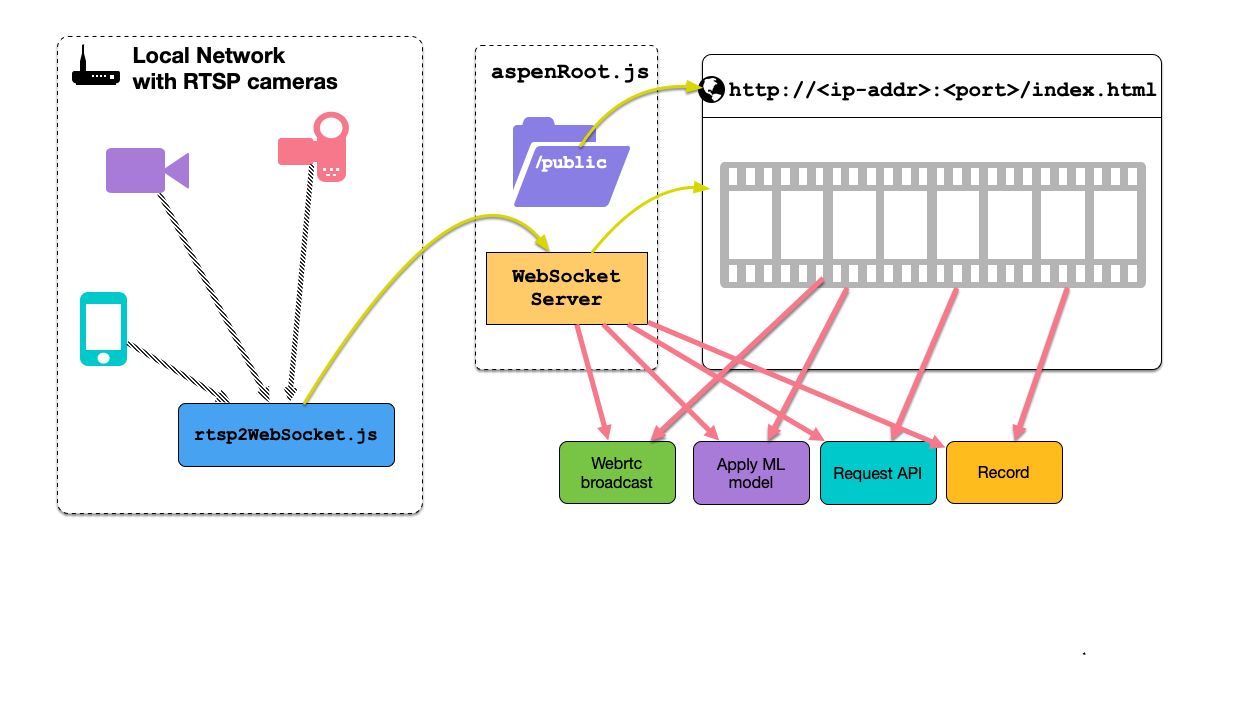 Local Network
with RTSP cameras
rtsp2WebSocket.js
aspenRoot.js
/public
WebSocket
Server
http://<ip-addr>:<port>/index.html
Webrtc
broadcast
Apply ML
model
Request API
Record